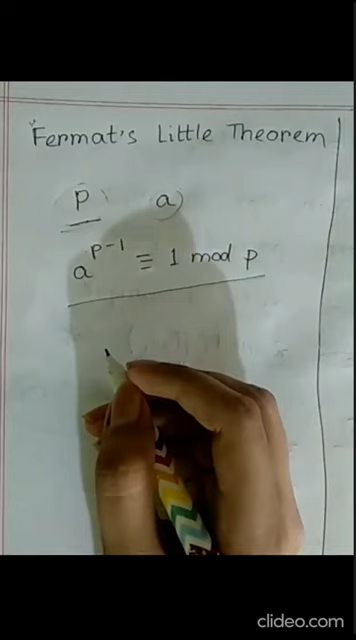 Fermat's Little Theorem
p a
a^{p-1} ≡ 1 mod p
clideo.com